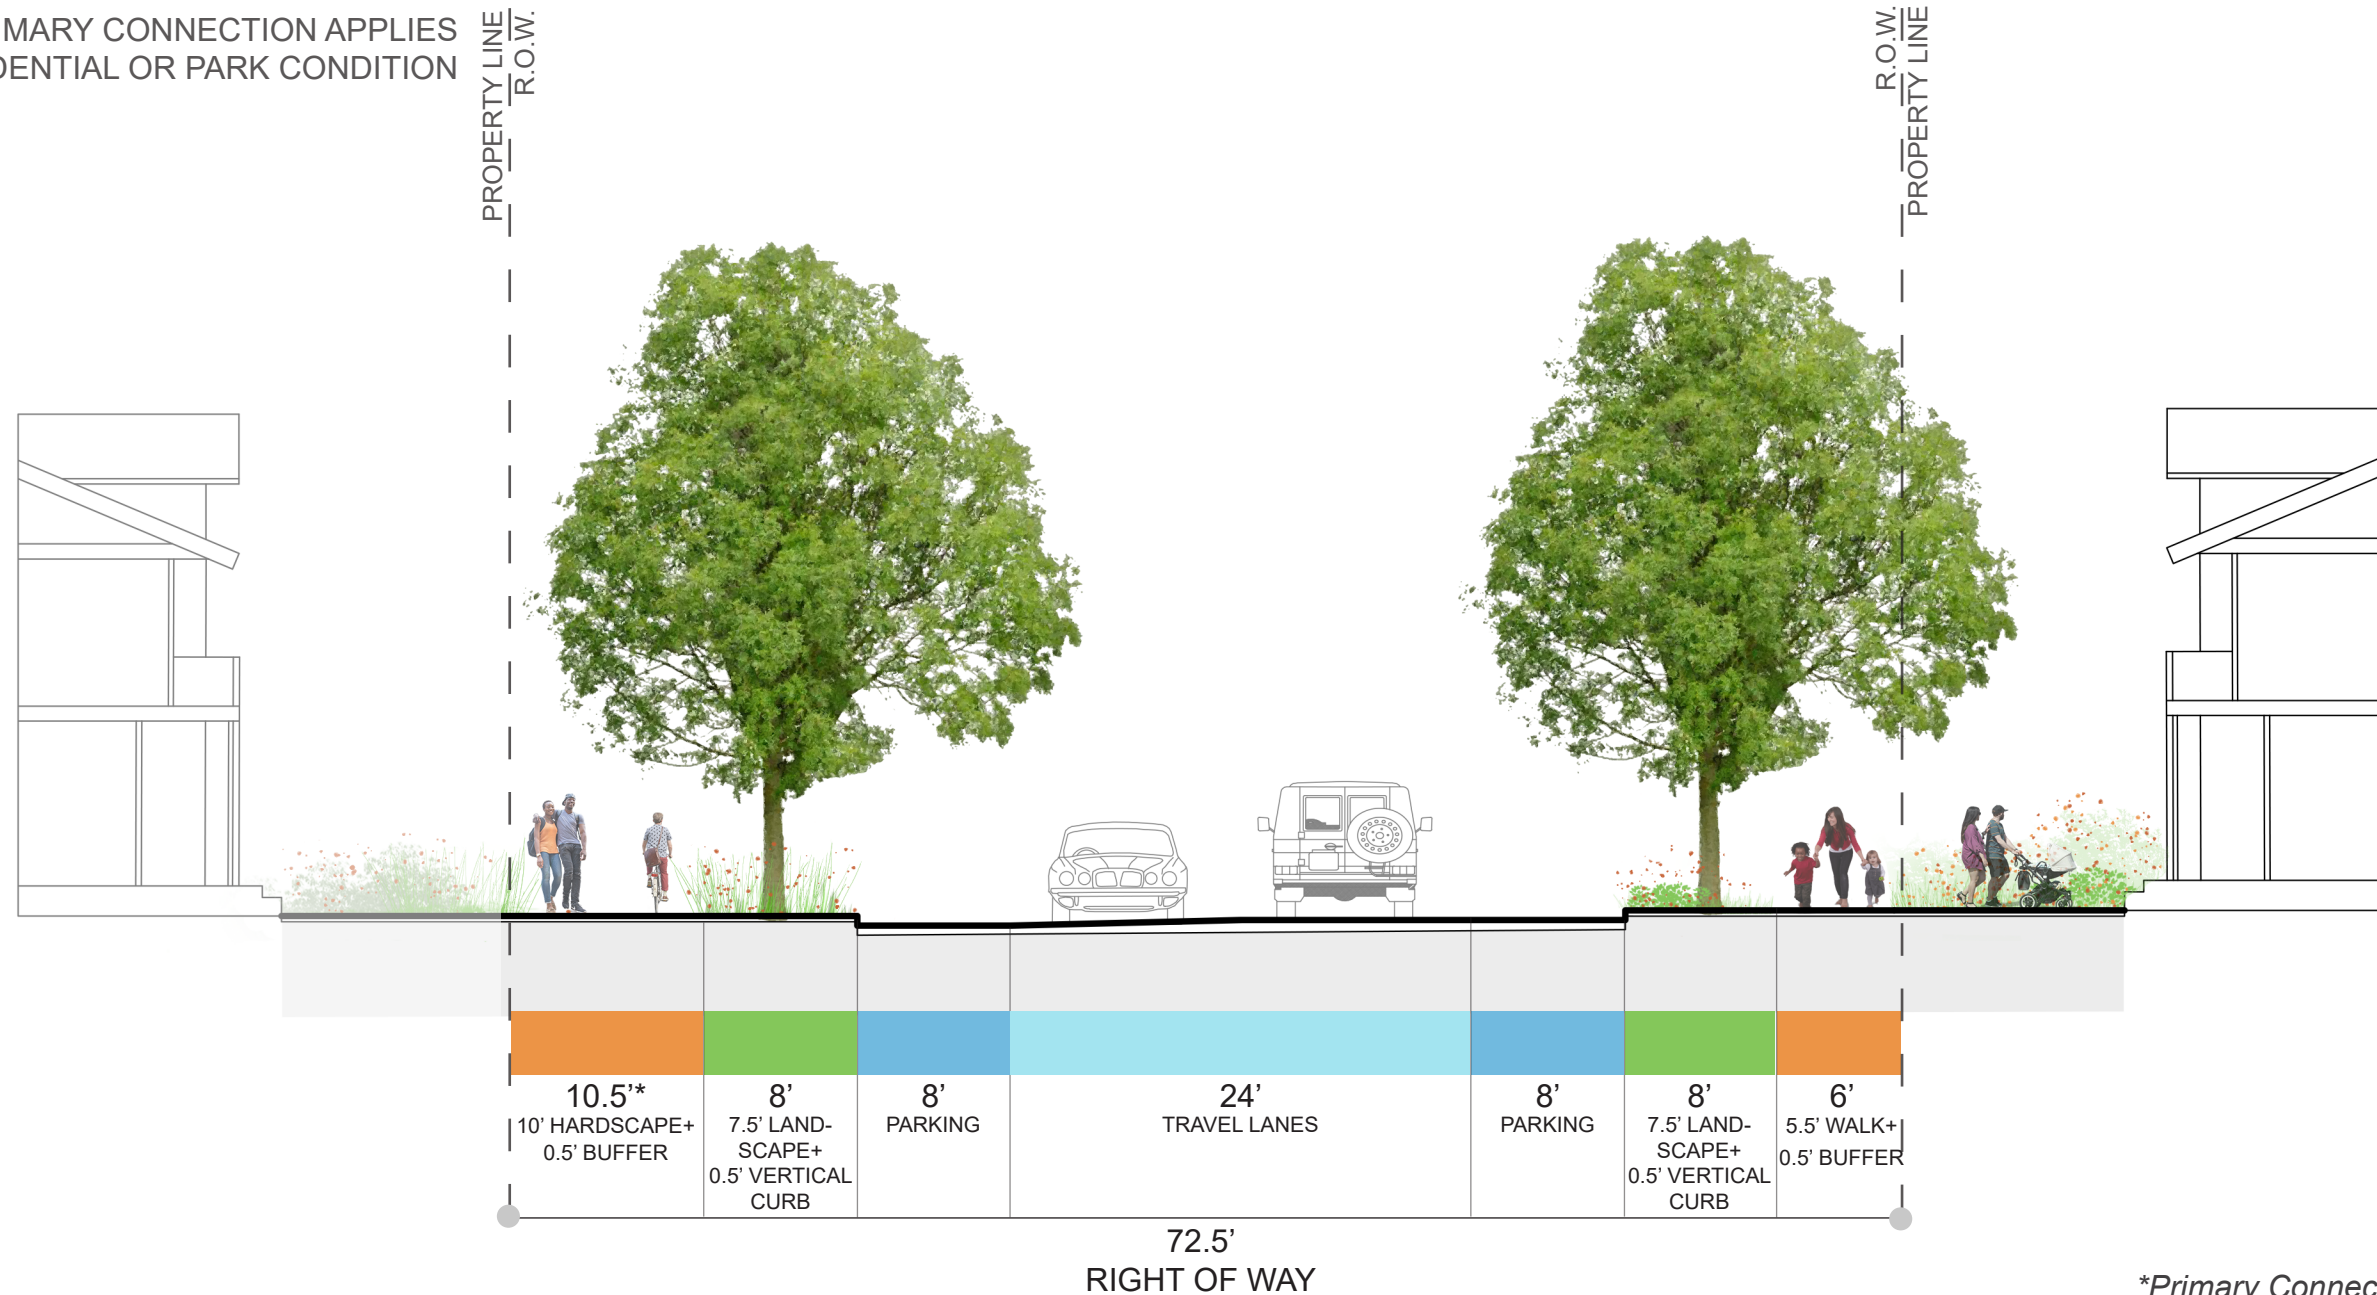 MARY CONNECTION APPLIES
DENTIAL OR PARK CONDITION
PROPERTY LINE
R.O.W.
R.O.W.
PROPERTY LINE
10.5’*
10’ HARDSCAPE+
0.5’ BUFFER
8’
7.5’ LAND-
SCAPE+
0.5’ VERTICAL
CURB
8’
PARKING
24’
TRAVEL LANES
8’
PARKING
8’
7.5’ LAND-
SCAPE+
0.5’ VERTICAL
CURB
6’
5.5’ WALK+
0.5’ BUFFER
72.5’
RIGHT OF WAY
*Primary Connec